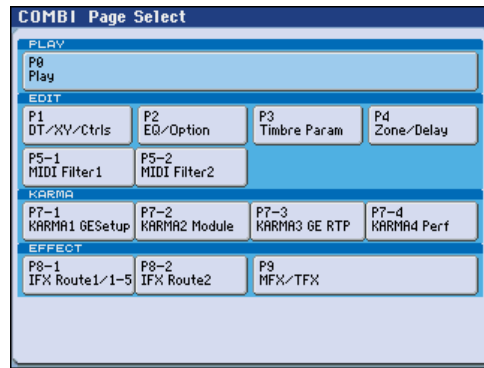 COMBI Page Select
PLAY
P0
Play
EDIT
P1
DT/XY/Ctrls
P2
EQ/Option
P3
Timbre Param
P4
Zone/Delay
P5-1
MIDI Filter1
P5-2
MIDI Filter2
KARMA
P7-1
KARMA1 GESetup
P7-2
KARMA2 Module
P7-3
KARMA3 GE RTP
P7-4
KARMA4 Perf
EFFECT
P8-1
IFX Route1/1-5
P8-2
IFX Route2
P9
MFX/TFX